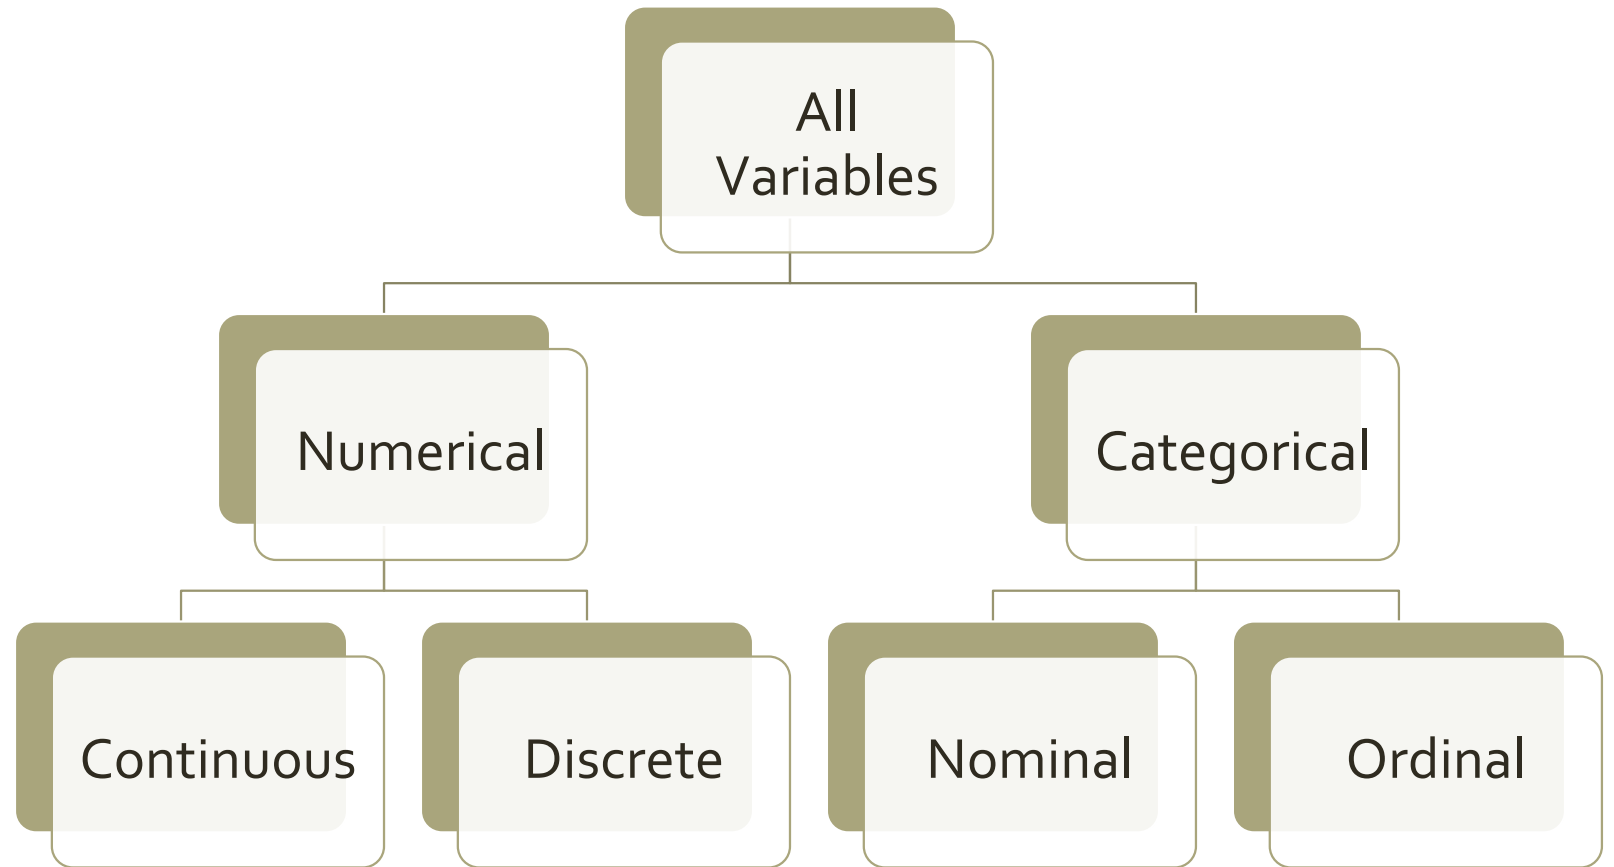 All
Variables
Numerical
Categorical
Continuous
Discrete
Nominal
Ordinal